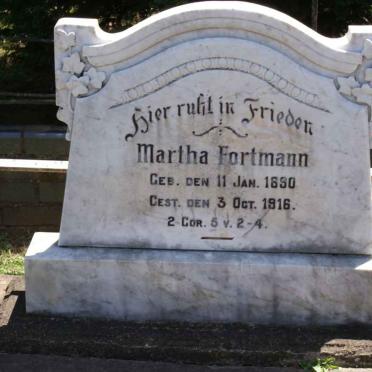 Hier ruht in Frieden
Martha Fortmann
Geb. den 11 Jan. 1830
Gest. den 3 Oct. 1916.
2-Cor. 5 v. 2-4.